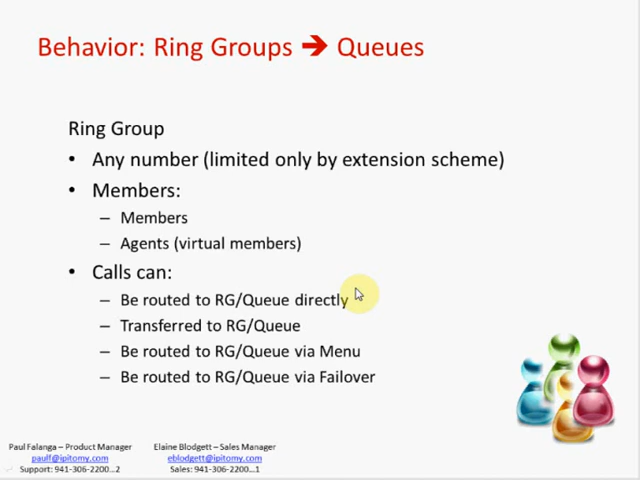 Behavior: Ring Groups ➔ Queues
Ring Group
• Any number (limited only by extension scheme)
• Members:
– Members
– Agents (virtual members)
• Calls can:
– Be routed to RG/Queue directly
– Transferred to RG/Queue
– Be routed to RG/Queue via Menu
– Be routed to RG/Queue via Failover
Paul Falanga – Product Manager
paulf@ipitomy.com
Support: 941-306-2200...2
Elaine Blodgett – Sales Manager
eblodgett@ipitomy.com
Sales: 941-306-2200...1